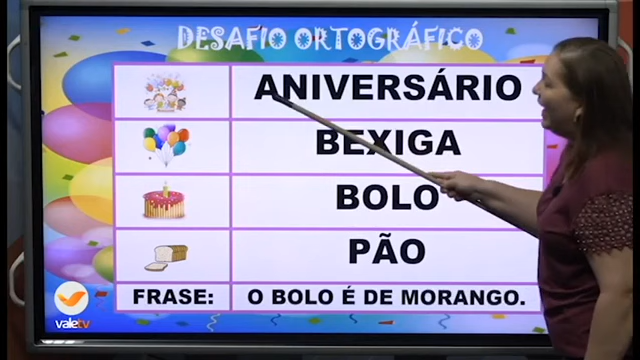 DESAFIO ORTOGRÁFICO
ANIVERSÁRIO
BEXIGA
BOLO
PÃO
FRASE: O BOLO É DE MORANGO.
valetv